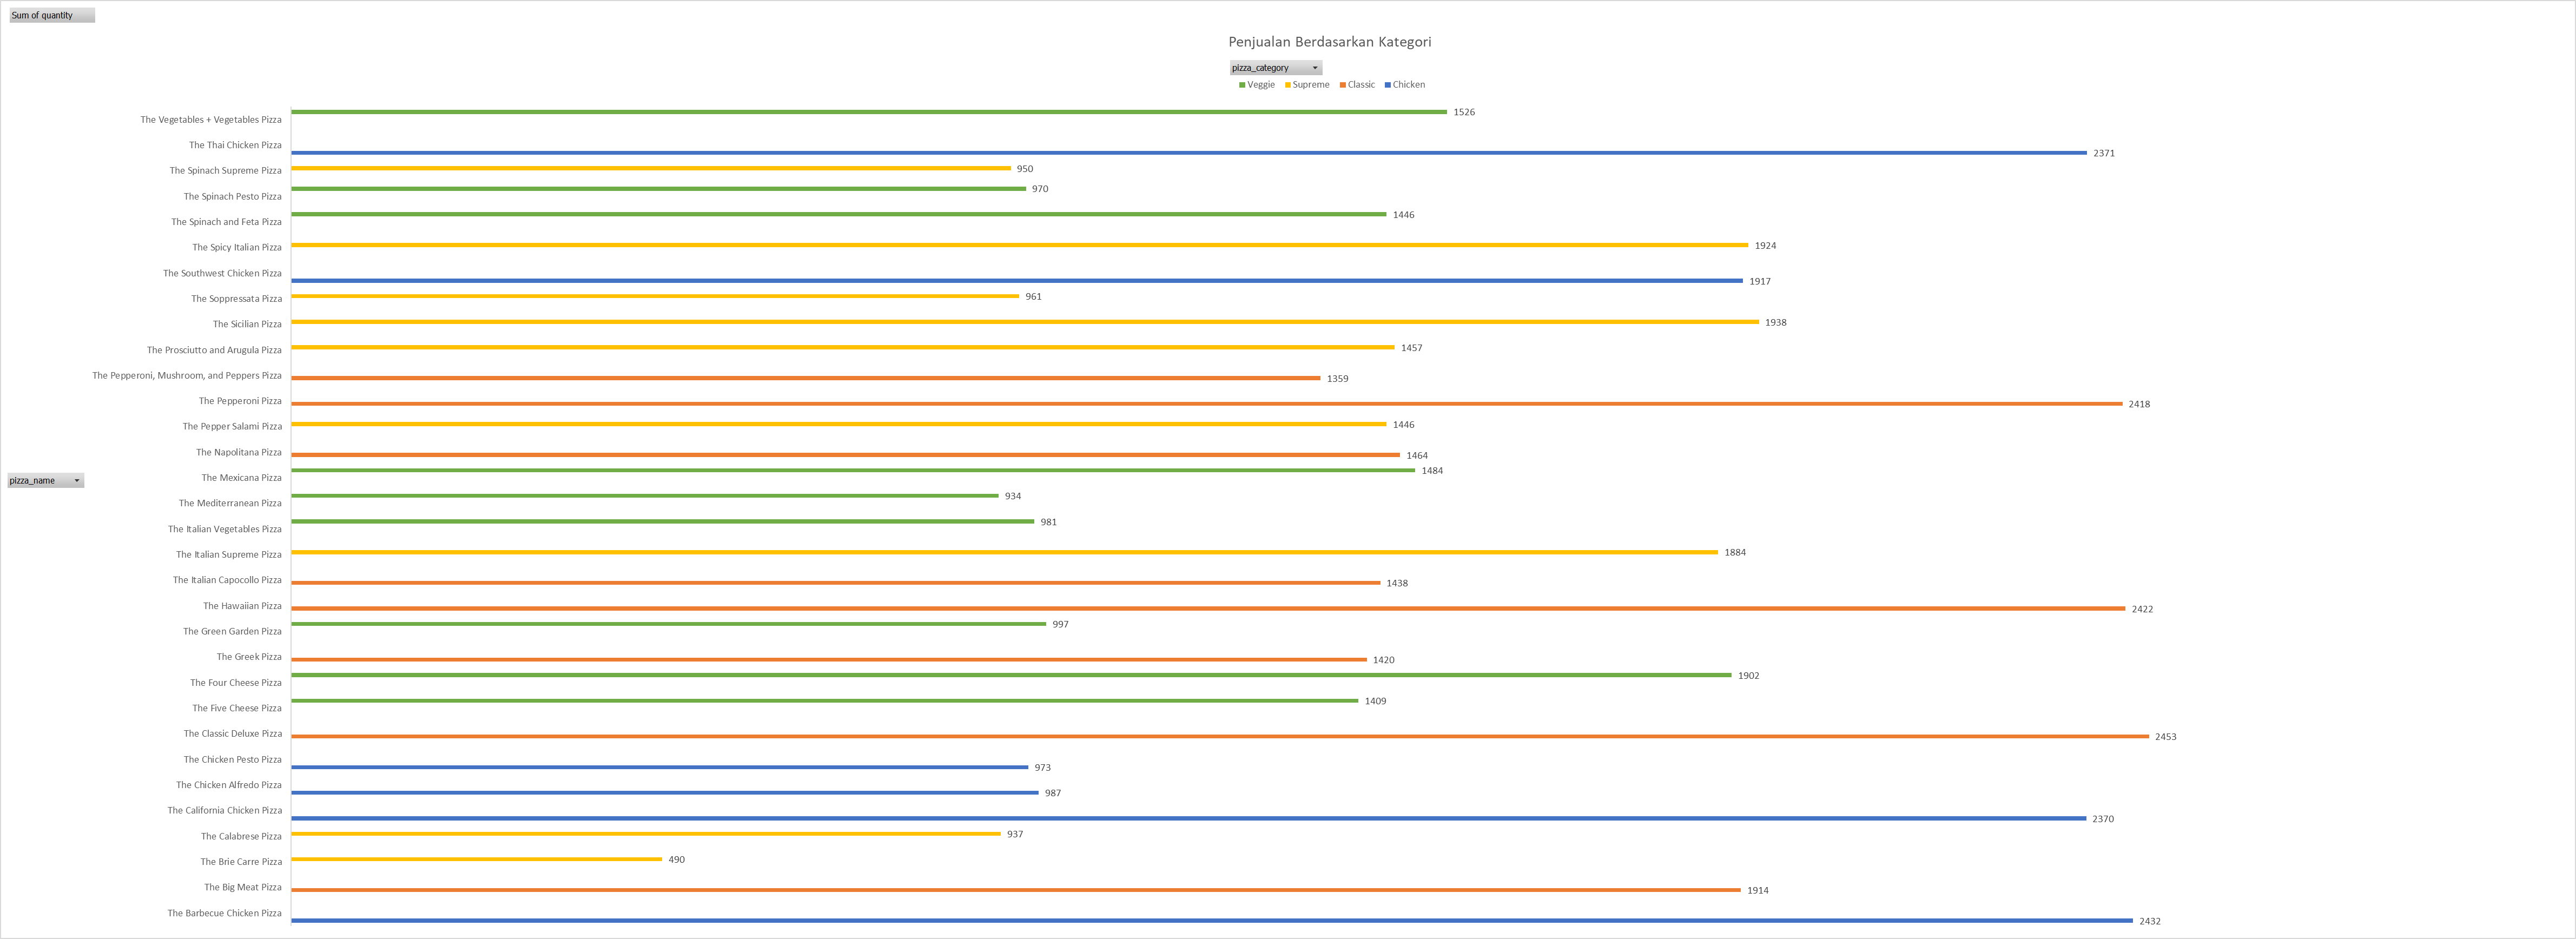 Sum of quantity
Penjualan Berdasarkan Kategori
pizza_category
Veggie Supreme Classic Chicken
The Vegetables + Vegetables Pizza 1526
The Thai Chicken Pizza 2371
The Spinach Supreme Pizza 950
The Spinach Pesto Pizza 970
The Spinach and Feta Pizza 1446
The Spicy Italian Pizza 1924
The Southwest Chicken Pizza 1917
The Soppressata Pizza 961
The Sicilian Pizza 1938
The Prosciutto and Arugula Pizza 1457
The Pepperoni, Mushroom, and Peppers Pizza 1359
The Pepperoni Pizza 2418
The Pepper Salami Pizza 1446
The Napolitana Pizza 1464
The Mexicana Pizza 1484
pizza_name
The Mediterranean Pizza 934
The Italian Vegetables Pizza 981
The Italian Supreme Pizza 1884
The Italian Capocollo Pizza 1438
The Hawaiian Pizza 2422
The Green Garden Pizza 997
The Greek Pizza 1420
The Four Cheese Pizza 1902
The Five Cheese Pizza 1409
The Classic Deluxe Pizza 2453
The Chicken Pesto Pizza 973
The Chicken Alfredo Pizza 987
The California Chicken Pizza 2370
The Calabrese Pizza 937
The Brie Carre Pizza 490
The Big Meat Pizza 1914
The Barbecue Chicken Pizza 2432